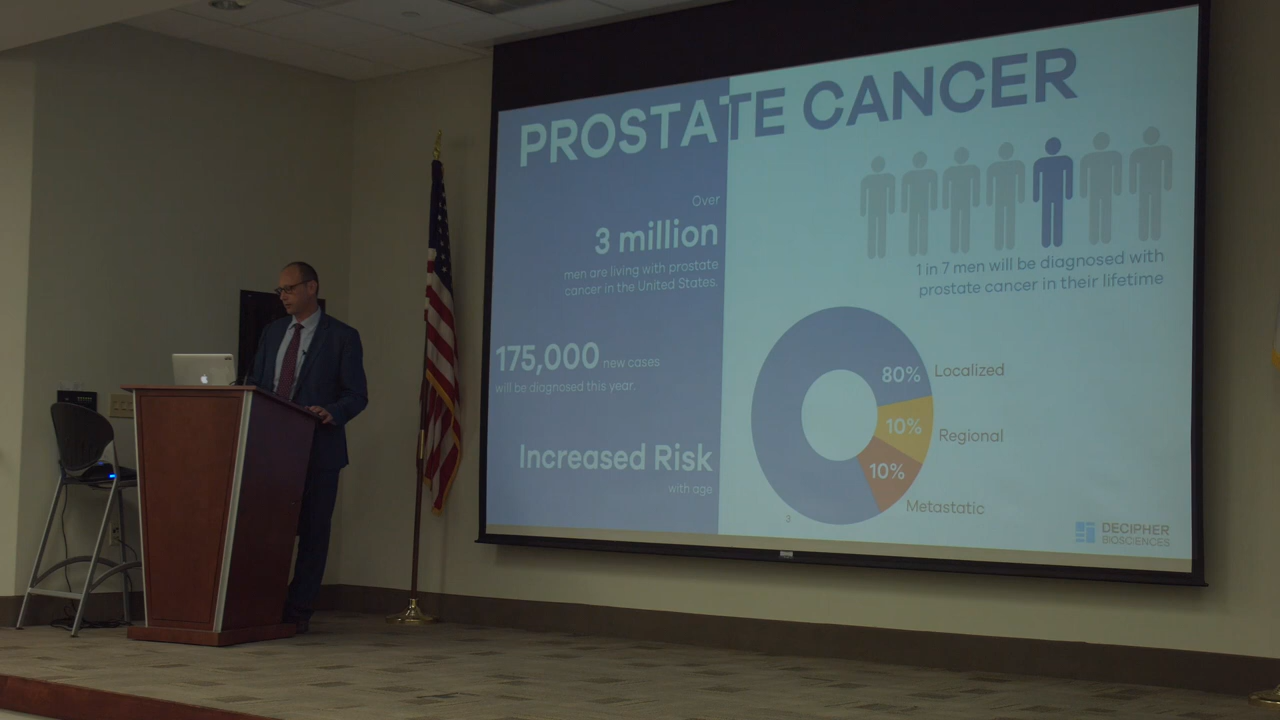 PROSTATE CANCER
Over
3 million
men are living with prostate
cancer in the United States.
175,000 new cases
will be diagnosed this year.
Increased Risk
with age
1 in 7 men will be diagnosed with
prostate cancer in their lifetime
80% Localized
10% Regional
10%
Metastatic
3
DECIPHER
BIOSCIENCES